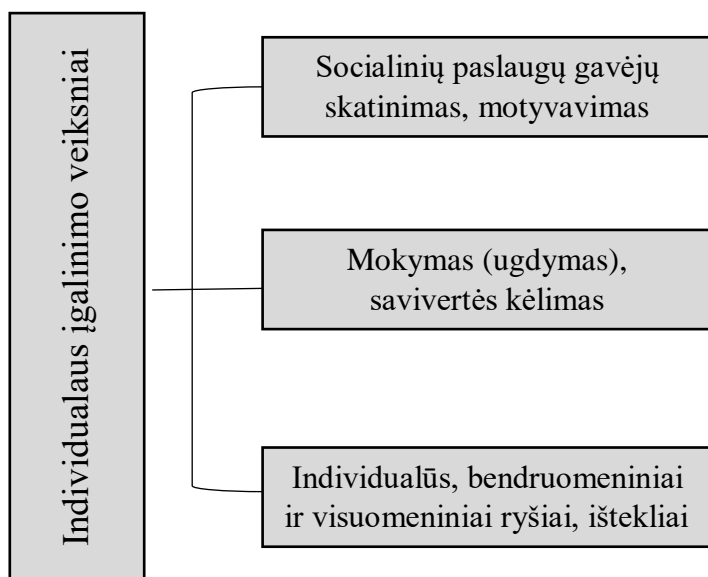 Individualaus įgalinimo veiksniai
Socialinių paslaugų gavėjų
skatinimas, motyvavimas
Mokymas (ugdymas),
savivertės kėlimas
Individualūs, bendruomeniniai
ir visuomeniniai ryšiai, ištekliai